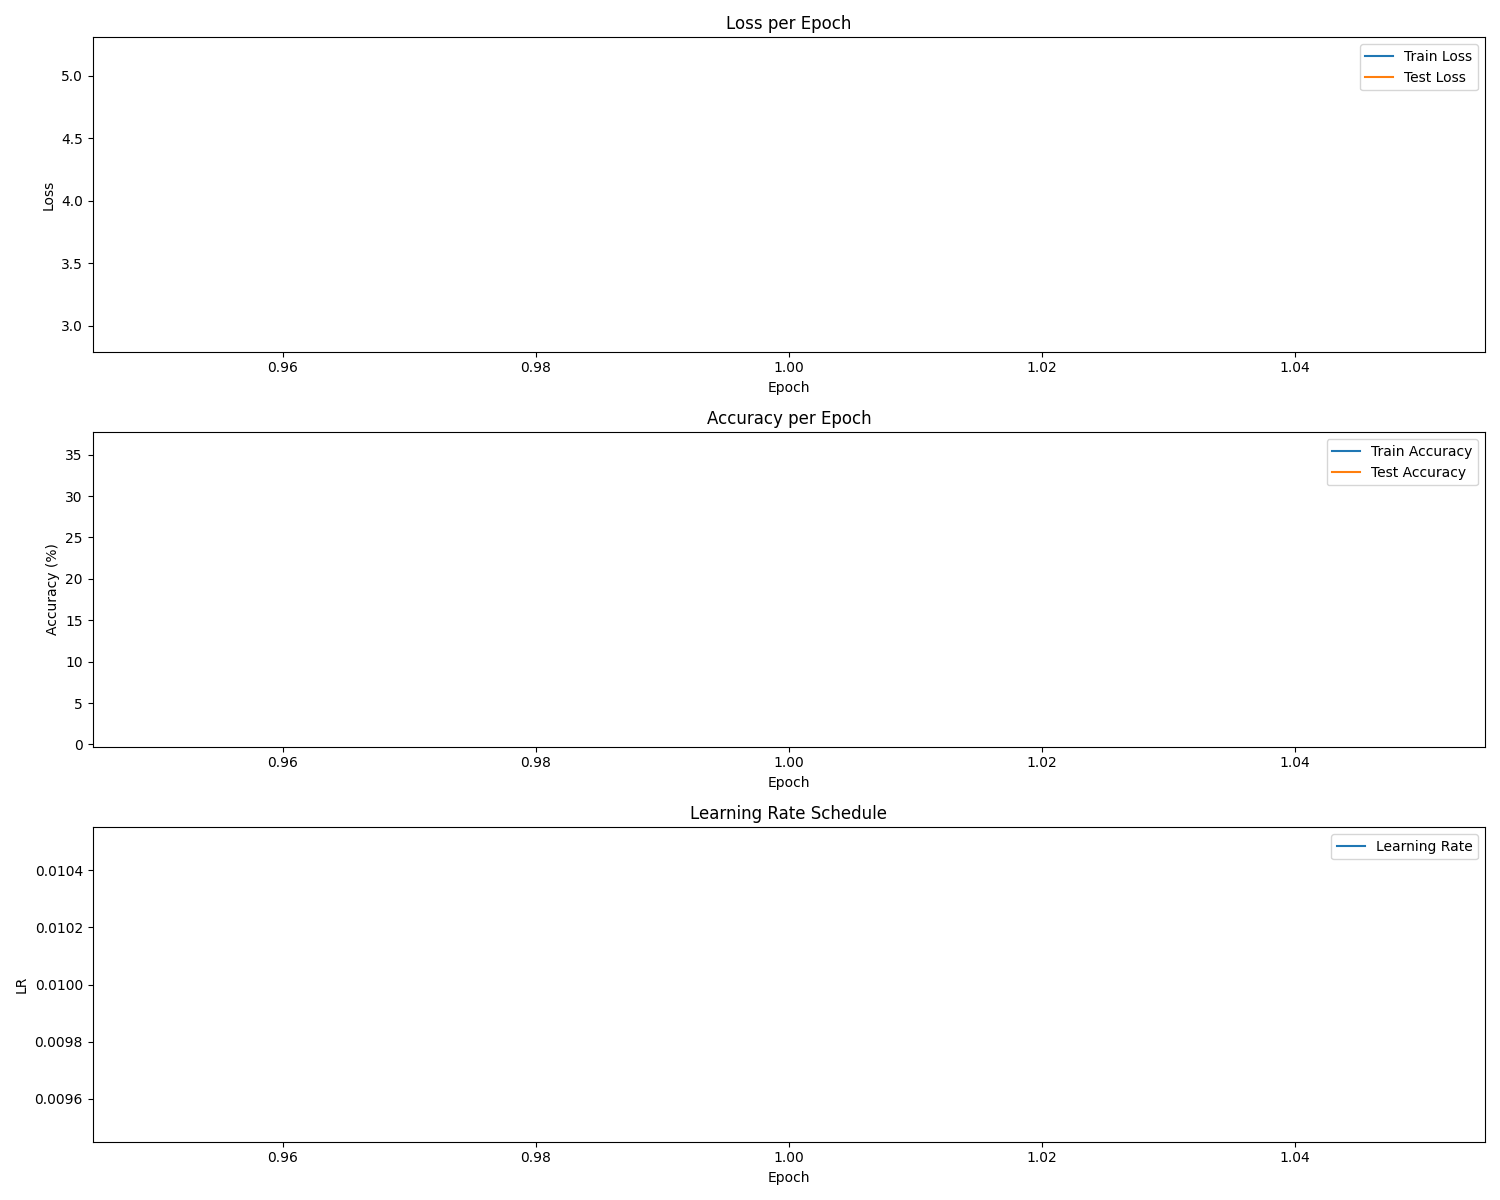 Loss per Epoch
Train Loss
Test Loss
5.0
4.5
4.0
3.5
3.0
Loss
0.96 0.98 1.00 1.02 1.04
Epoch
Accuracy per Epoch
Train Accuracy
Test Accuracy
35
30
25
20
15
10
5
0
Accuracy (%)
0.96 0.98 1.00 1.02 1.04
Epoch
Learning Rate Schedule
Learning Rate
0.0104
0.0102
0.0100
0.0098
0.0096
LR
0.96 0.98 1.00 1.02 1.04
Epoch